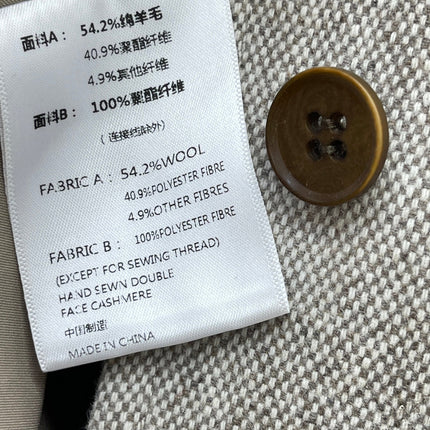 面料A： 54.2%绵羊毛
40.9%聚酯纤维
4.9%其他纤维
面料B： 100%聚酯纤维
（ 连接线除外）
FABRIC A： 54.2%WOOL
40.9%POLYESTER FIBRE
4.9%OTHER FIBRES
FABRIC B： 100%POLYESTER FIBRE
(EXCEPT FOR SEWING THREAD)
HAND SEWN DOUBLE
FACE CASHMERE
中国制造
MADE IN CHINA